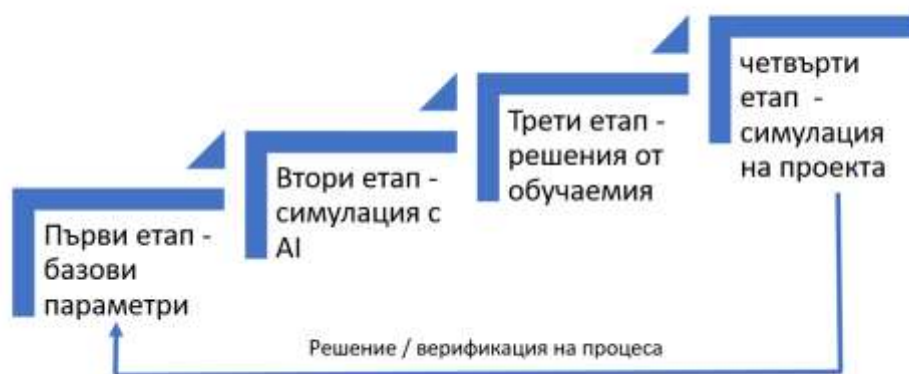 Първи етап -
базови
параметри
Втори етап -
симулация с
AI
Трети етап -
решения от
обучаемия
четвърти
етап -
симулация
на проекта
Решение / верификация на процеса